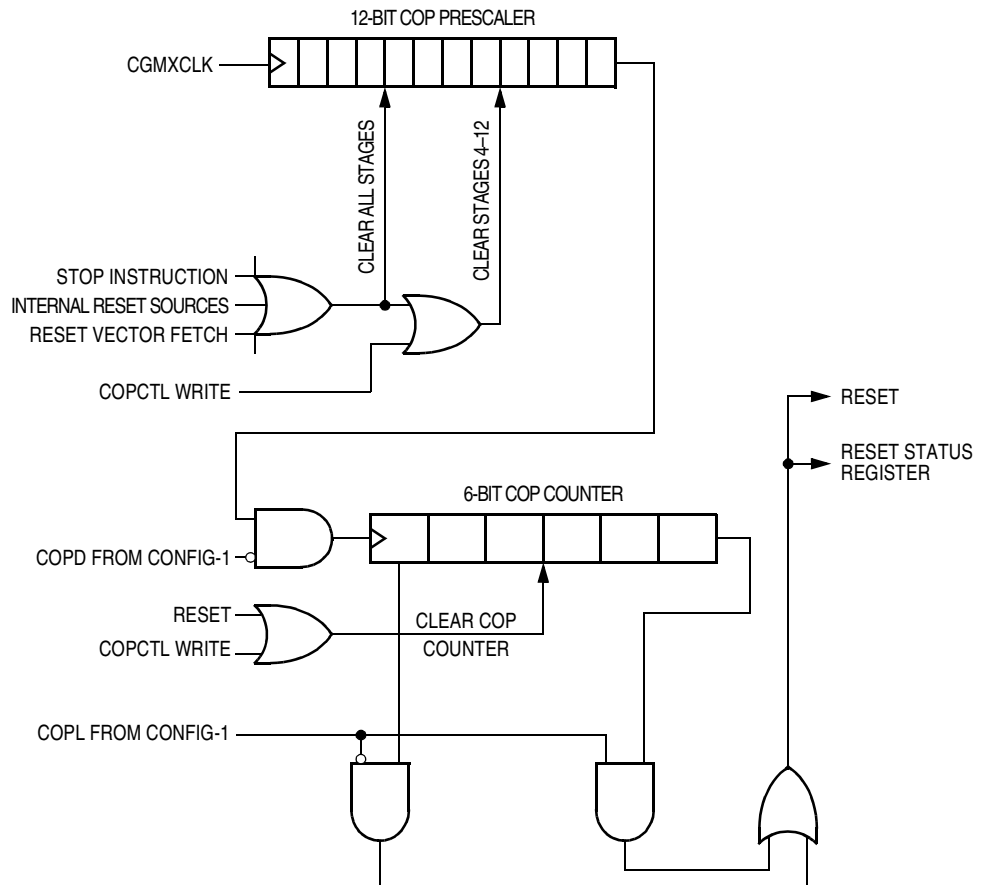 12-BIT COP PRESCALER
CGMXCLK
CLEAR ALL STAGES
CLEAR STAGES 4–12
STOP INSTRUCTION
INTERNAL RESET SOURCES
RESET VECTOR FETCH
COPCTL WRITE
RESET
RESET STATUS
REGISTER
6-BIT COP COUNTER
COPD FROM CONFIG-1
RESET
COPCTL WRITE
CLEAR COP
COUNTER
COPL FROM CONFIG-1